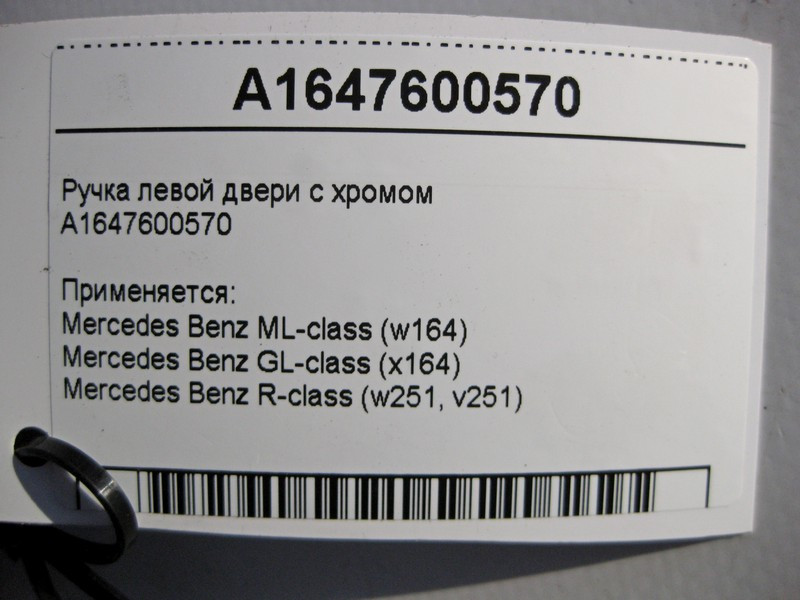 A1647600570
Ручка левой двери с хромом
A1647600570
Применяется:
Mercedes Benz ML-class (w164)
Mercedes Benz GL-class (x164)
Mercedes Benz R-class (w251, v251)